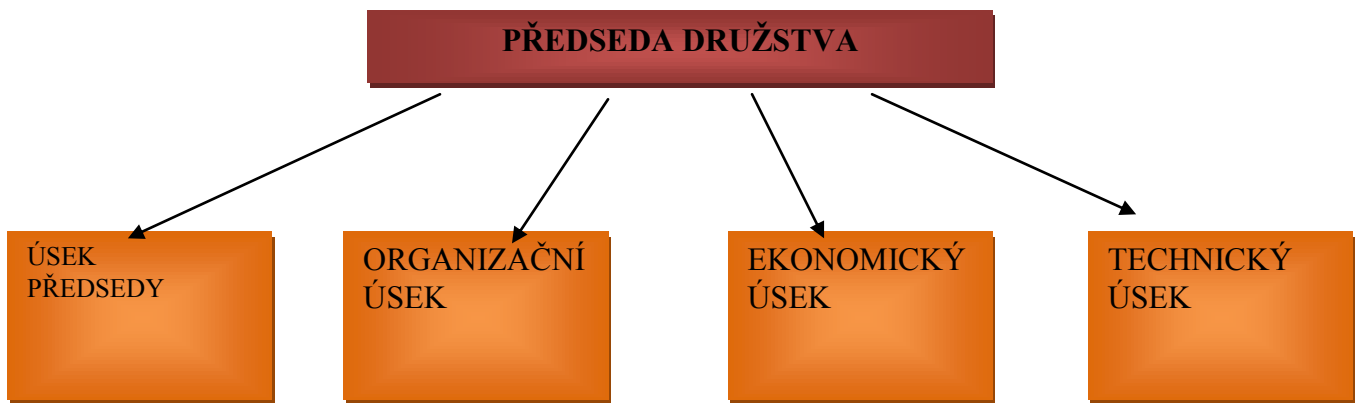 PŘEDSEDA DRUŽSTVA
ÚSEK
PŘEDSEDY
ORGANIZAČNÍ
ÚSEK
EKONOMICKÝ
ÚSEK
TECHNICKÝ
ÚSEK